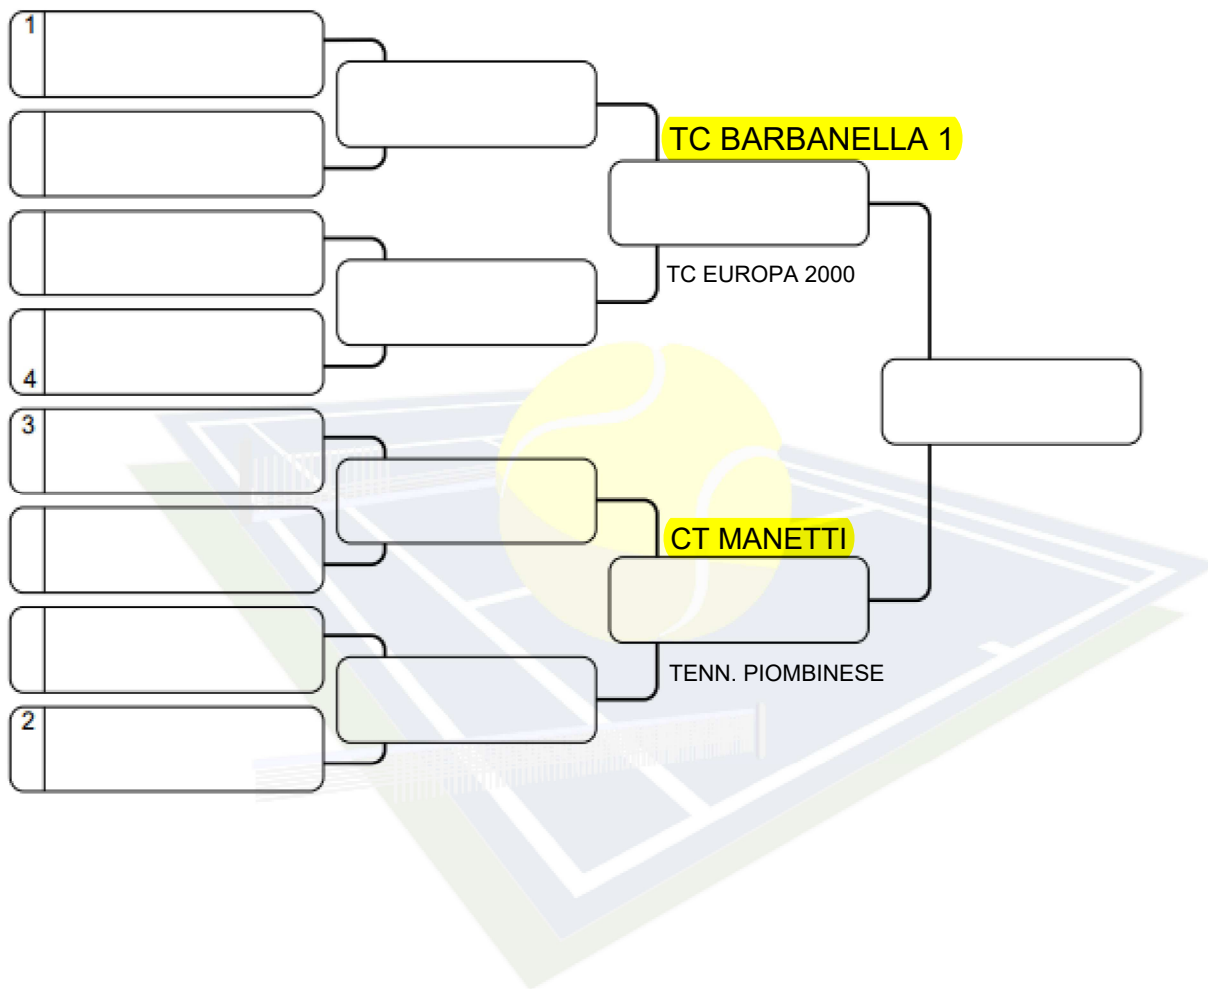 1
TC BARBANELLA 1
TC EUROPA 2000
4
3
CT MANETTI
TENN. PIOMBINESE
2